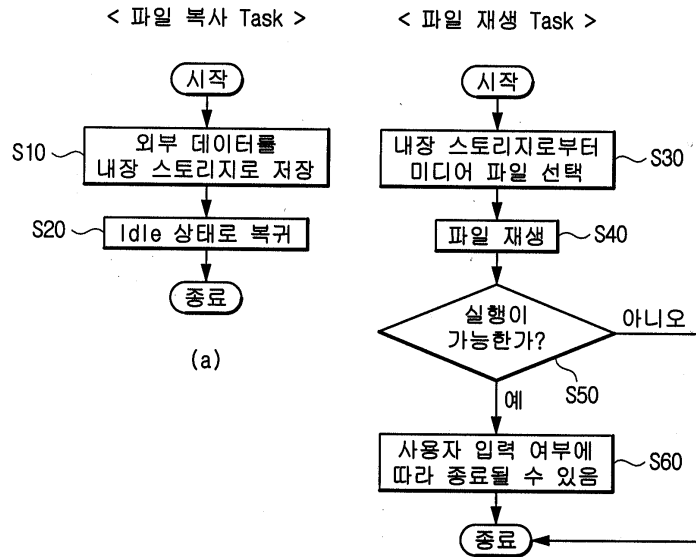 < 파일 복사 Task >
시작
S10
외부 데이터를
내장 스토리지로 저장
S20
Idle 상태로 복귀
종료
(a)
< 파일 재생 Task >
시작
내장 스토리지로부터
미디어 파일 선택
S30
파일 재생
S40
실행이
가능한가?
아니오
S50
예
사용자 입력 여부에
따라 종료될 수 있음
S60
종료